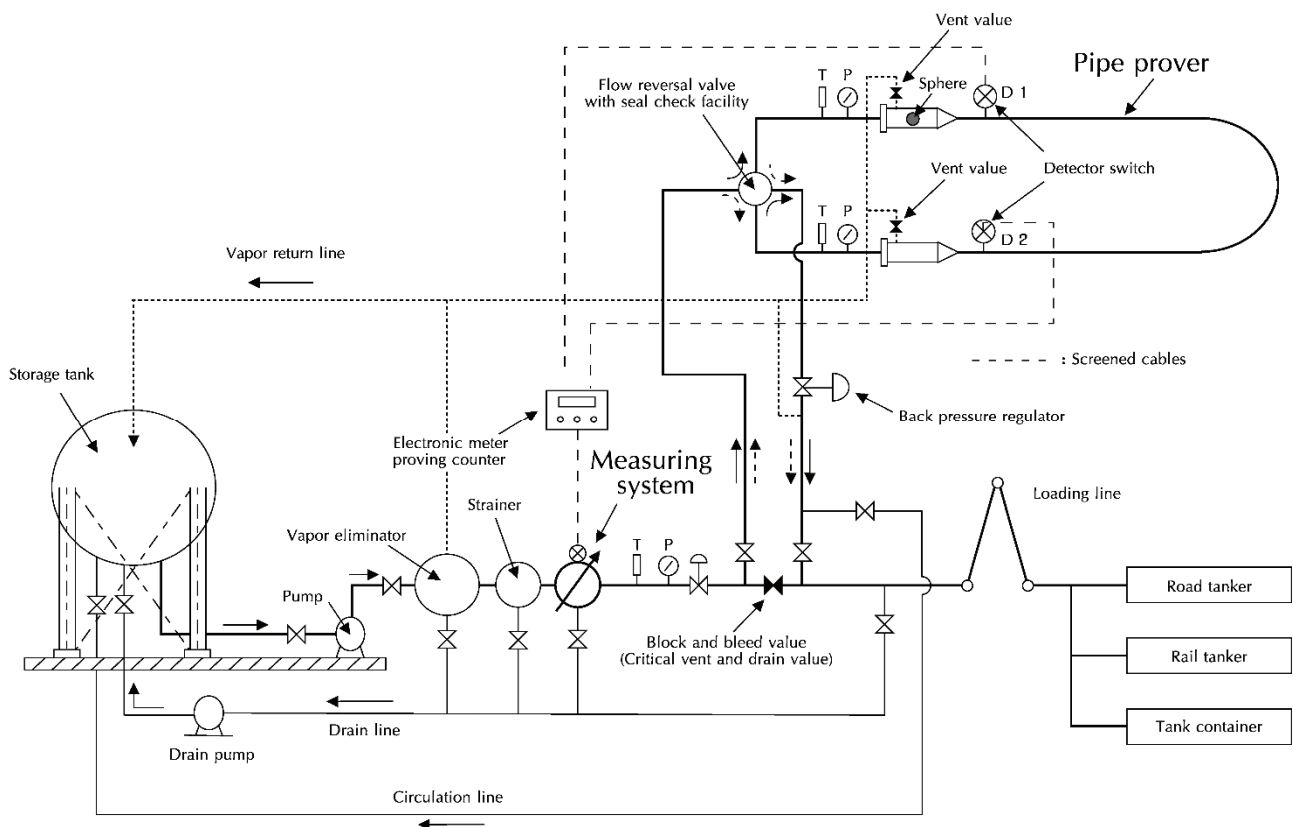 Vent value
Pipe prover
T
P
Sphere
D 1
Flow reversal valve
with seal check facility
Vent value
Detector switch
T
P
D 2
Vapor return line
: Screened cables
Storage tank
Back pressure regulator
Electronic meter
proving counter
Measuring
system
Strainer
Loading line
Vapor eliminator
T
P
Pump
Road tanker
Block and bleed value
(Critical vent and drain value)
Rail tanker
Drain line
Tank container
Drain pump
Circulation line